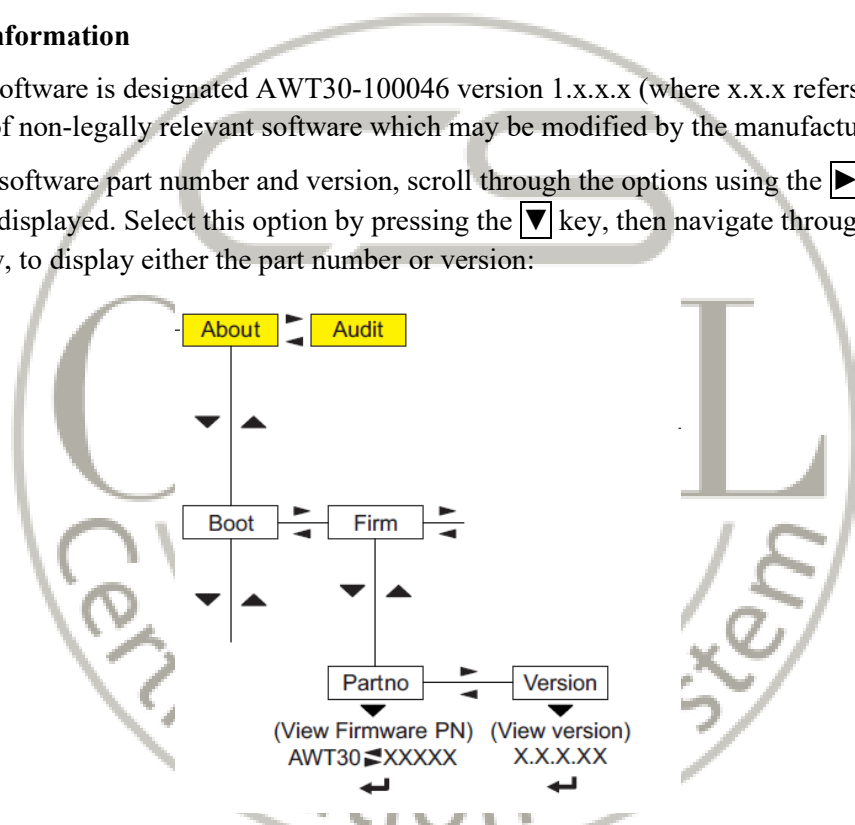 nformation
oftware is designated AWT30-100046 version 1.x.x.x (where x.x.x refers
of non-legally relevant software which may be modified by the manufactu
software part number and version, scroll through the options using the ▶
displayed. Select this option by pressing the ▼ key, then navigate throug
y, to display either the part number or version:
About Audit
Boot Firm
Partno Version
(View Firmware PN) (View version)
AWT30 XXXXX X.X.X.XX